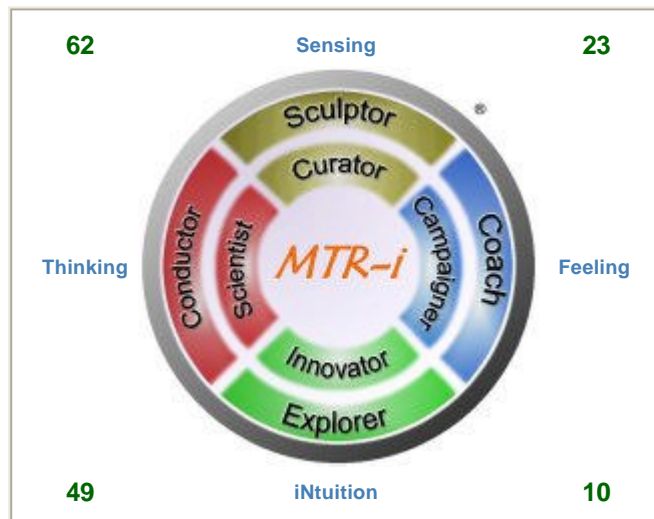 62 Sensing 23
®
Sculptor
Curator
Conductor
Scientist
Thinking
MTR-i
Campaigner
Coach
Feeling
Innovator
Explorer
49 iNtuition 10